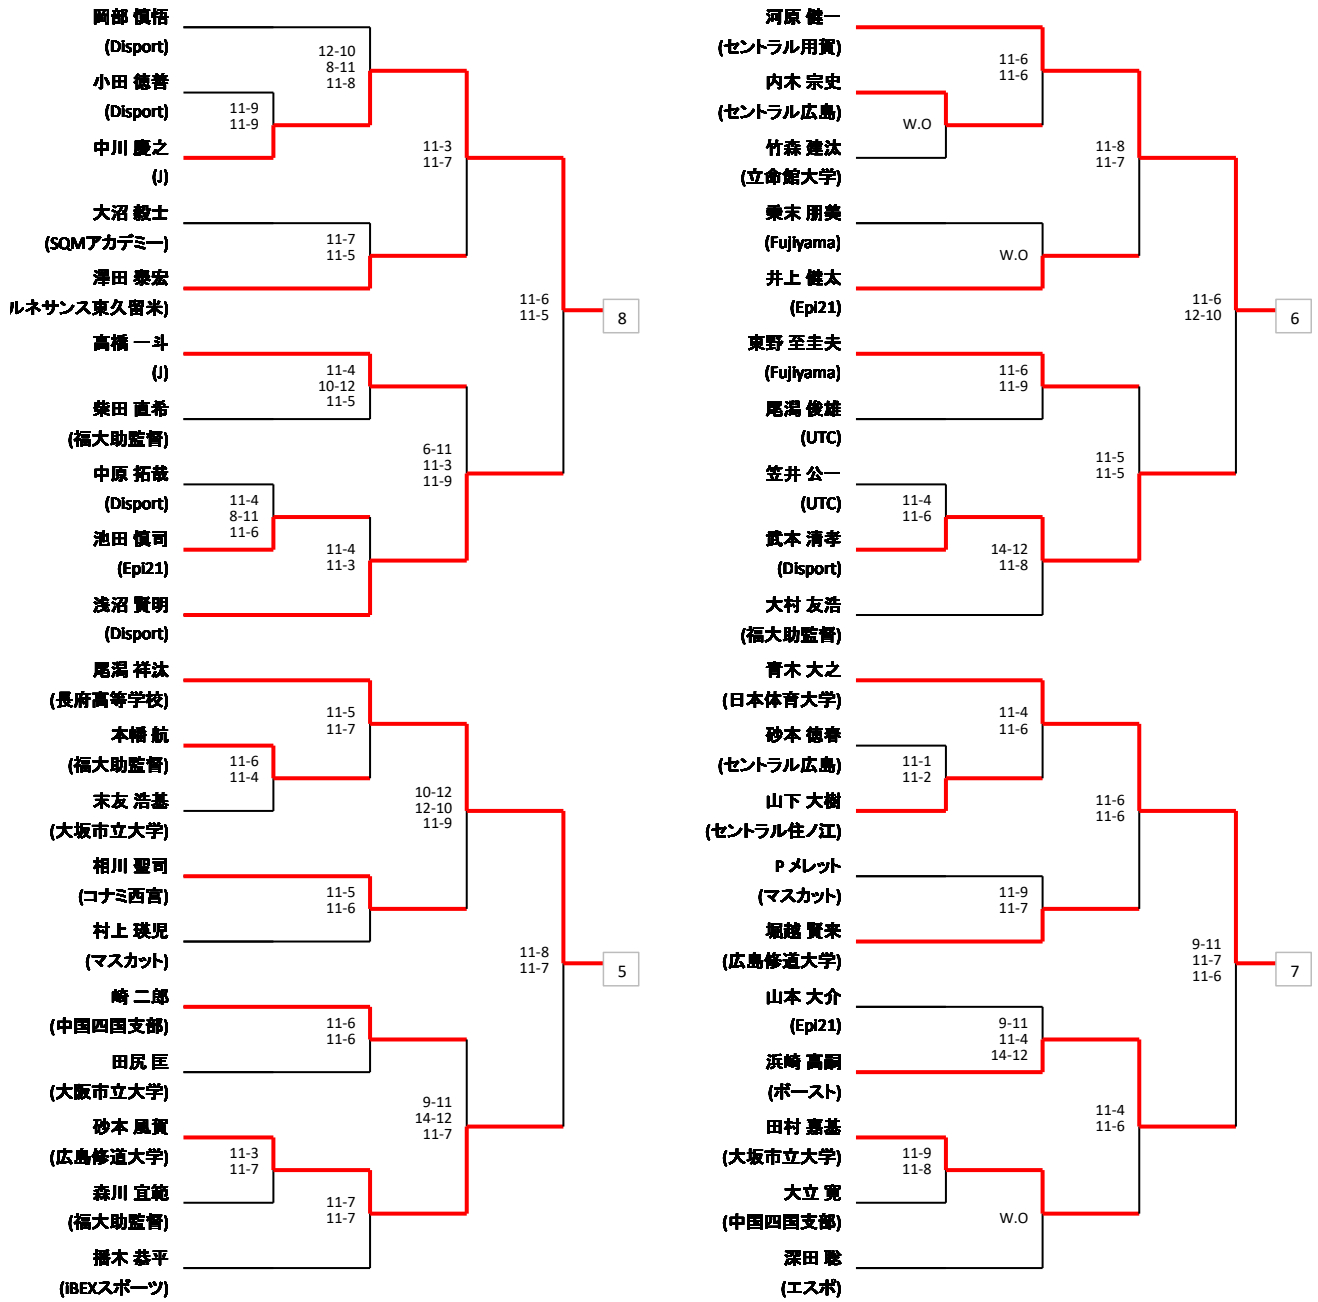 岡部 慎悟
(Disport)
12-10
8-11
11-8
小田 徳善
(Disport)
11-9
11-9
中川 慶之
(J)
11-3
11-7
大沼 毅士
(SQMアカデミー)
11-7
11-5
澤田 泰宏
ルネサンス東久留米)
11-6
11-5
8
高橋 一斗
(J)
11-4
10-12
11-5
柴田 直希
(福大助監督)
6-11
11-3
11-9
中原 拓哉
(Disport)
11-4
8-11
11-6
池田 慎司
(Epi21)
11-4
11-3
浅沼 賢明
(Disport)
尾潟 祥汰
(長府高等学校)
11-5
11-7
本幡 航
(福大助監督)
11-6
11-4
末友 浩基
(大坂市立大学)
10-12
12-10
11-9
相川 聖司
(コナミ西宮)
11-5
11-6
村上 瑛児
(マスカット)
11-8
11-7
5
崎 二郎
(中国四国支部)
11-6
11-6
田尻 匡
(大阪市立大学)
9-11
14-12
11-7
砂本 風賀
(広島修道大学)
11-3
11-7
森川 宜範
(福大助監督)
11-7
11-7
播木 恭平
(iBEXスポーツ)
河原 健一
(セントラル用賀)
11-6
11-6
内木 宗史
(セントラル広島)
W.O
竹森 建汰
(立命館大学)
11-8
11-7
乗末 朋美
(Fujiyama)
W.O
井上 健太
(Epi21)
11-6
12-10
6
東野 至圭夫
(Fujiyama)
11-6
11-9
尾潟 俊雄
(UTC)
11-5
11-5
笠井 公一
(UTC)
11-4
11-6
武本 清孝
(Disport)
14-12
11-8
大村 友浩
(福大助監督)
青木 大之
(日本体育大学)
11-4
11-6
砂本 徳春
(セントラル広島)
11-1
11-2
山下 大樹
(セントラル住ノ江)
11-6
11-6
P メレット
(マスカット)
11-9
11-7
堀越 賢来
(広島修道大学)
9-11
11-7
11-6
7
山本 大介
(Epi21)
9-11
11-4
14-12
浜崎 高嗣
(ボースト)
11-4
11-6
田村 嘉基
(大坂市立大学)
11-9
11-8
大立 寛
(中国四国支部)
W.O
深田 聡
(エスポ)